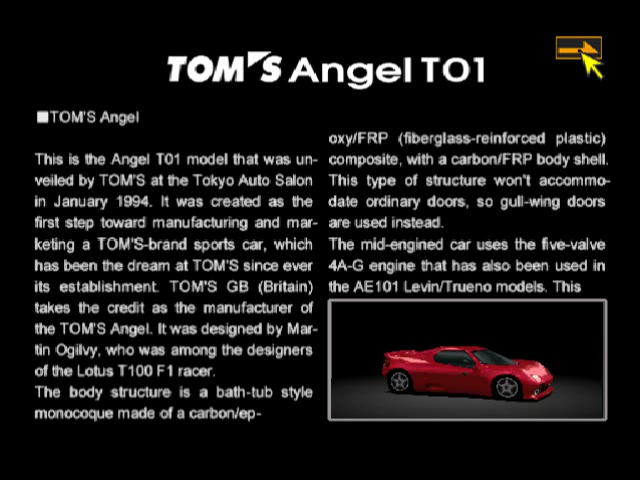 TOM'S Angel T01
■TOM'S Angel
This is the Angel T01 model that was un-
veiled by TOM'S at the Tokyo Auto Salon
in January 1994. It was created as the
first step toward manufacturing and mar-
keting a TOM'S-brand sports car, which
has been the dream at TOM'S since ever
its establishment. TOM'S GB (Britain)
takes the credit as the manufacturer of
the TOM'S Angel. It was designed by Mar-
tin Ogilvy, who was among the designers
of the Lotus T100 F1 racer.
The body structure is a bath-tub style
monocoque made of a carbon/ep-
oxy/FRP (fiberglass-reinforced plastic)
composite, with a carbon/FRP body shell.
This type of structure won't accommo-
date ordinary doors, so gull-wing doors
are used instead.
The mid-engined car uses the five-valve
4A-G engine that has also been used in
the AE101 Levin/Trueno models. This